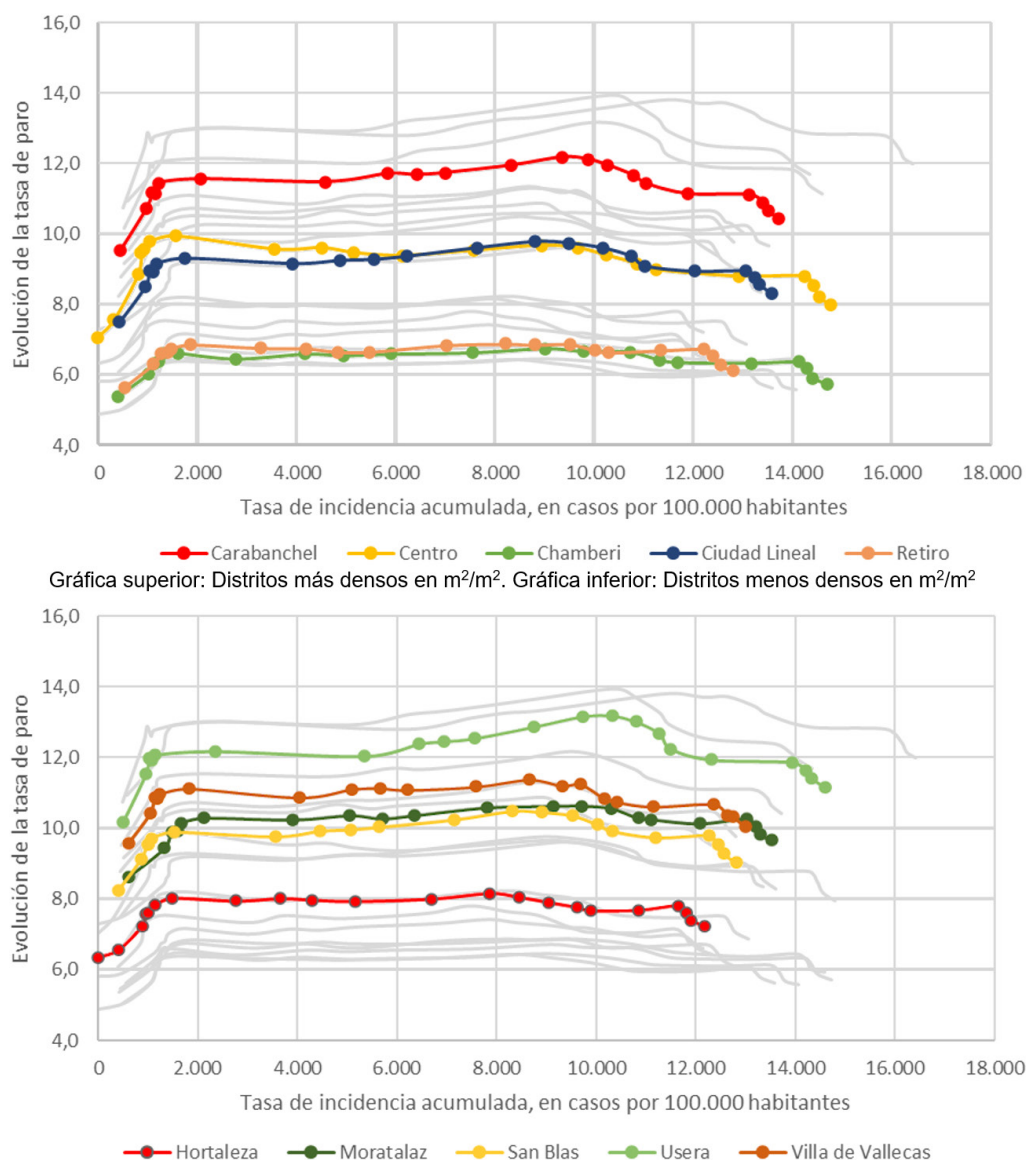 16,0
14,0
12,0
10,0
8,0
6,0
4,0
Evolución de la tasa de paro
0 2.000 4.000 6.000 8.000 10.000 12.000 14.000 16.000 18.000
Tasa de incidencia acumulada, en casos por 100.000 habitantes
Carabanchel Centro Chamberi Ciudad Lineal Retiro
Gráfica superior: Distritos más densos en m²/m². Gráfica inferior: Distritos menos densos en m²/m²
16,0
14,0
12,0
10,0
8,0
6,0
4,0
Evolución de la tasa de paro
0 2.000 4.000 6.000 8.000 10.000 12.000 14.000 16.000 18.000
Tasa de incidencia acumulada, en casos por 100.000 habitantes
Hortaleza Moratalaz San Blas Usera Villa de Vallecas